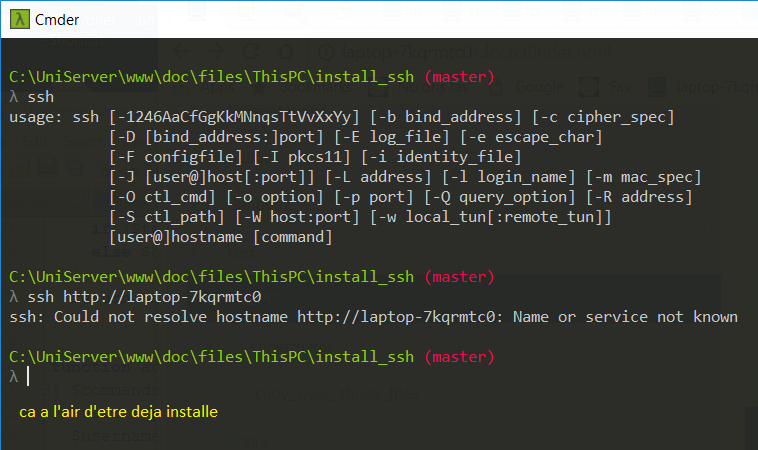 Cmder
C:\UniServer\www\doc\files\ThisPC\install_ssh (master)
λ ssh
usage: ssh [-1246AaCfGgKkMNnqsTtVvXxYy] [-b bind_address] [-c cipher_spec]
[-D [bind_address:]port] [-E log_file] [-e escape_char]
[-F configfile] [-I pkcs11] [-i identity_file]
[-J [user@]host[:port]] [-L address] [-l login_name] [-m mac_spec]
[-O ctl_cmd] [-o option] [-p port] [-Q query_option] [-R address]
[-S ctl_path] [-W host:port] [-w local_tun[:remote_tun]]
[user@]hostname [command]
C:\UniServer\www\doc\files\ThisPC\install_ssh (master)
λ ssh http://laptop-7kqrmtc0
ssh: Could not resolve hostname http://laptop-7kqrmtc0: Name or service not known
C:\UniServer\www\doc\files\ThisPC\install_ssh (master)
λ
ca a l'air d'etre deja installe